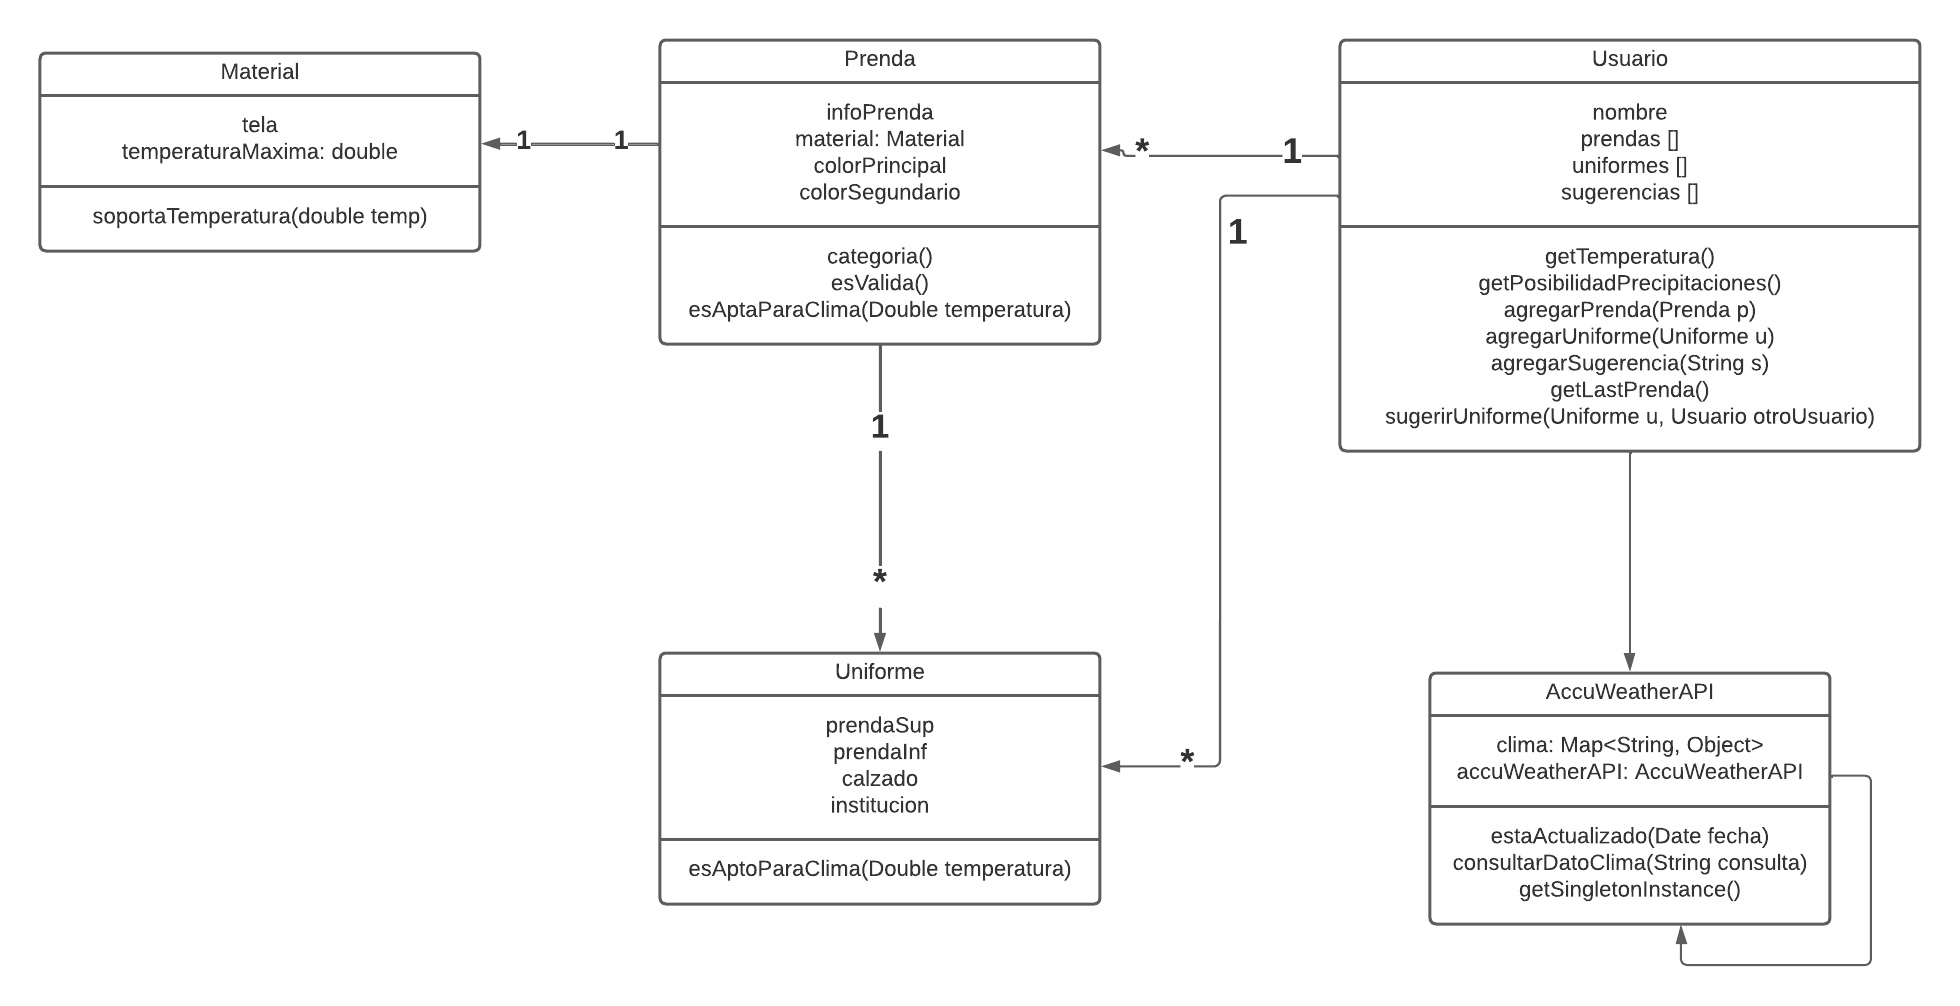 Material
tela
temperaturaMaxima: double
soportaTemperatura(double temp)
1
1
Prenda
infoPrenda
material: Material
colorPrincipal
colorSegundario
categoria()
esValida()
esAptaParaClima(Double temperatura)
*
1
Usuario
nombre
prendas []
uniformes []
sugerencias []
getTemperatura()
getPosibilidadPrecipitaciones()
agregarPrenda(Prenda p)
agregarUniforme(Uniforme u)
agregarSugerencia(String s)
getLastPrenda()
sugerirUniforme(Uniforme u, Usuario otroUsuario)
1
1
*
Uniforme
prendaSup
prendaInf
calzado
institucion
esAptoParaClima(Double temperatura)
*
AccuWeatherAPI
clima: Map<String, Object>
accuWeatherAPI: AccuWeatherAPI
estaActualizado(Date fecha)
consultarDatoClima(String consulta)
getSingletonInstance()